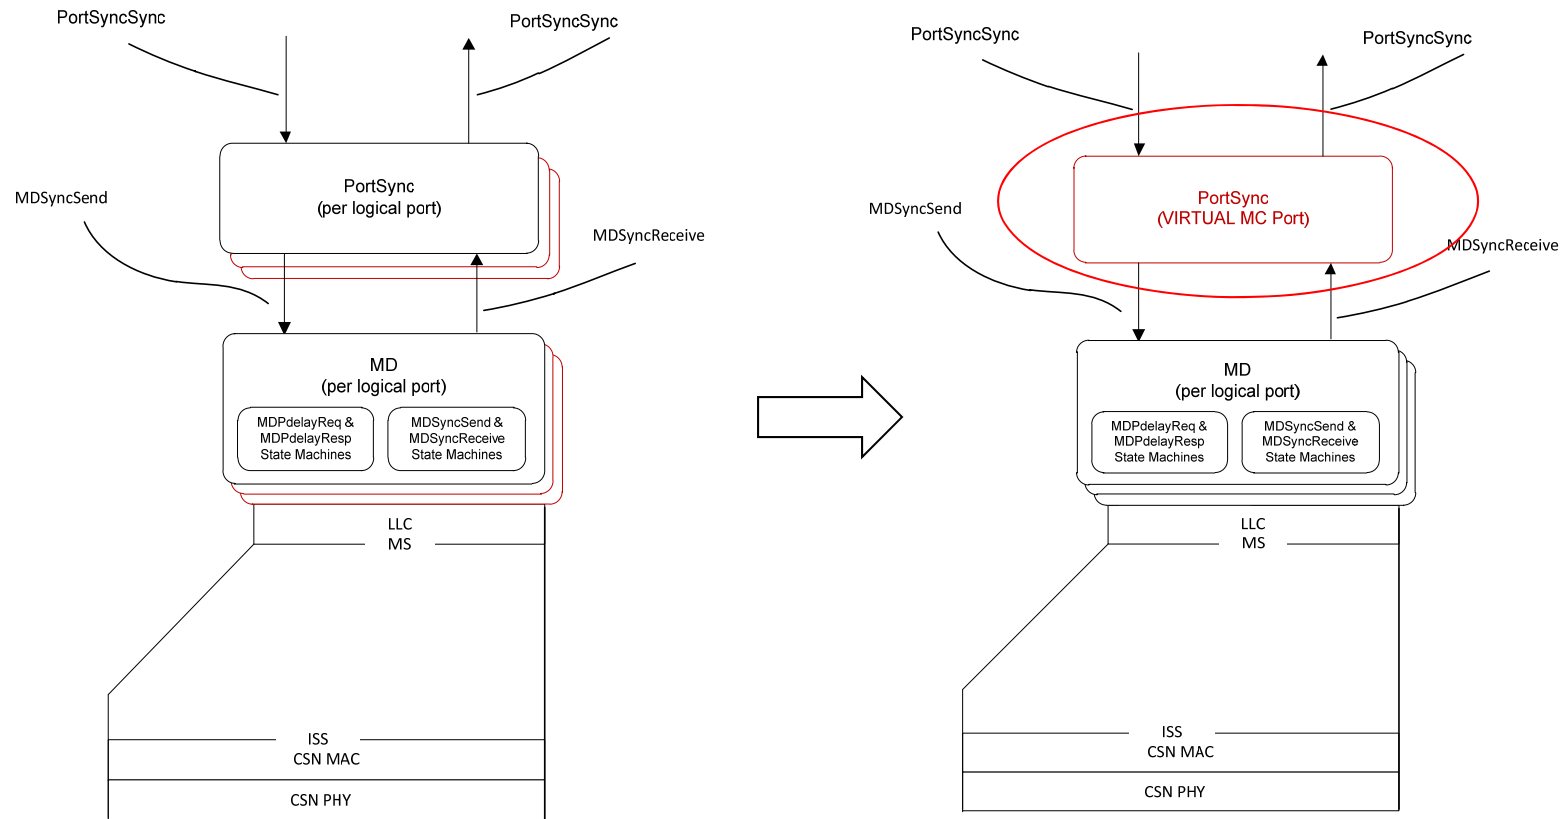 PortSyncSync
PortSyncSync
PortSync
(per logical port)
MDSyncSend
MDSyncReceive
MD
(per logical port)
MDPdelayReq &
MDPdelayResp
State Machines
MDSyncSend &
MDSyncReceive
State Machines
LLC
MS
ISS
CSN MAC
CSN PHY
PortSyncSync
PortSyncSync
PortSync
(VIRTUAL MC Port)
MDSyncSend
MDSyncReceive
MD
(per logical port)
MDPdelayReq &
MDPdelayResp
State Machines
MDSyncSend &
MDSyncReceive
State Machines
LLC
MS
ISS
CSN MAC
CSN PHY